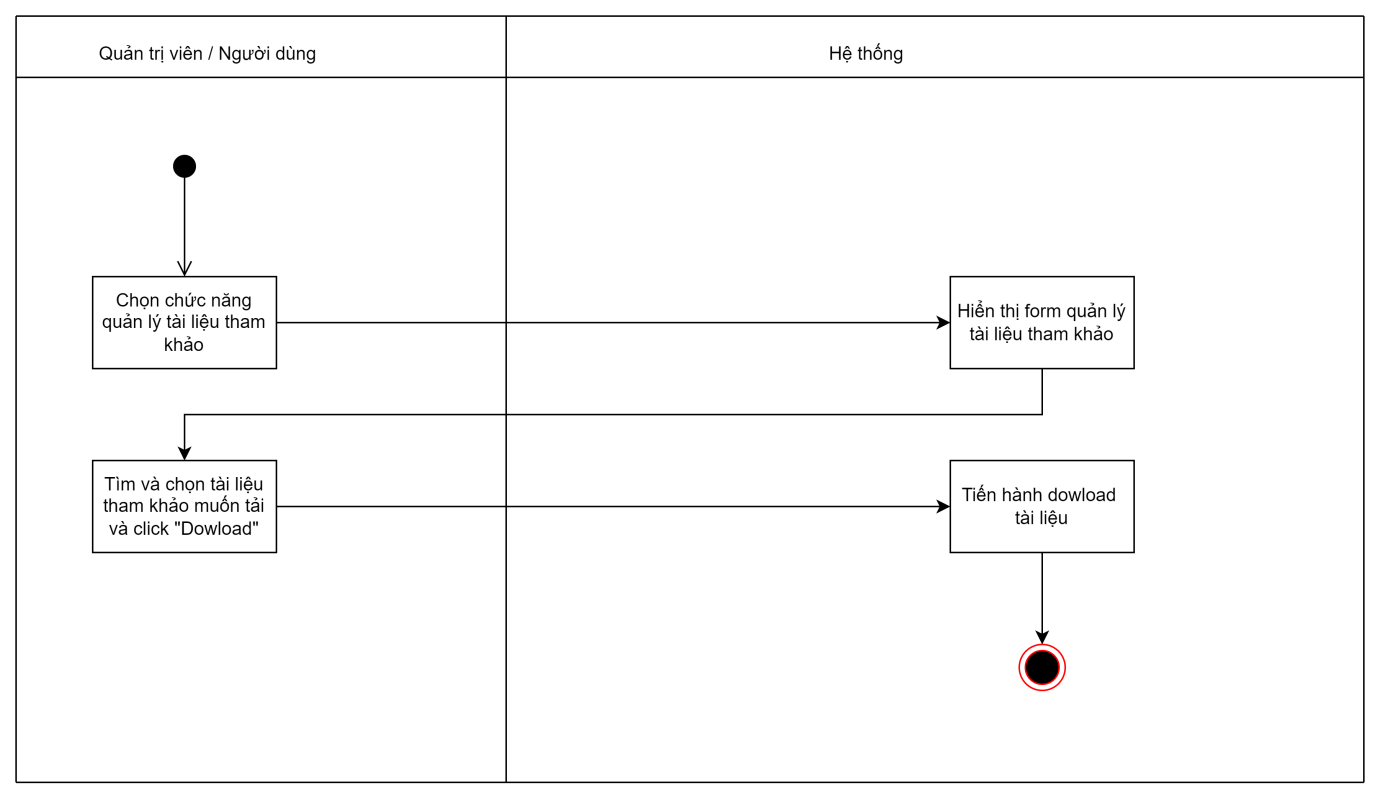 Quản trị viên / Người dùng
Hệ thống
Chọn chức năng
quản lý tài liệu tham
khảo
Hiển thị form quản lý
tài liệu tham khảo
Tìm và chọn tài liệu
tham khảo muốn tải
và click "Dowload"
Tiến hành dowload
tài liệu